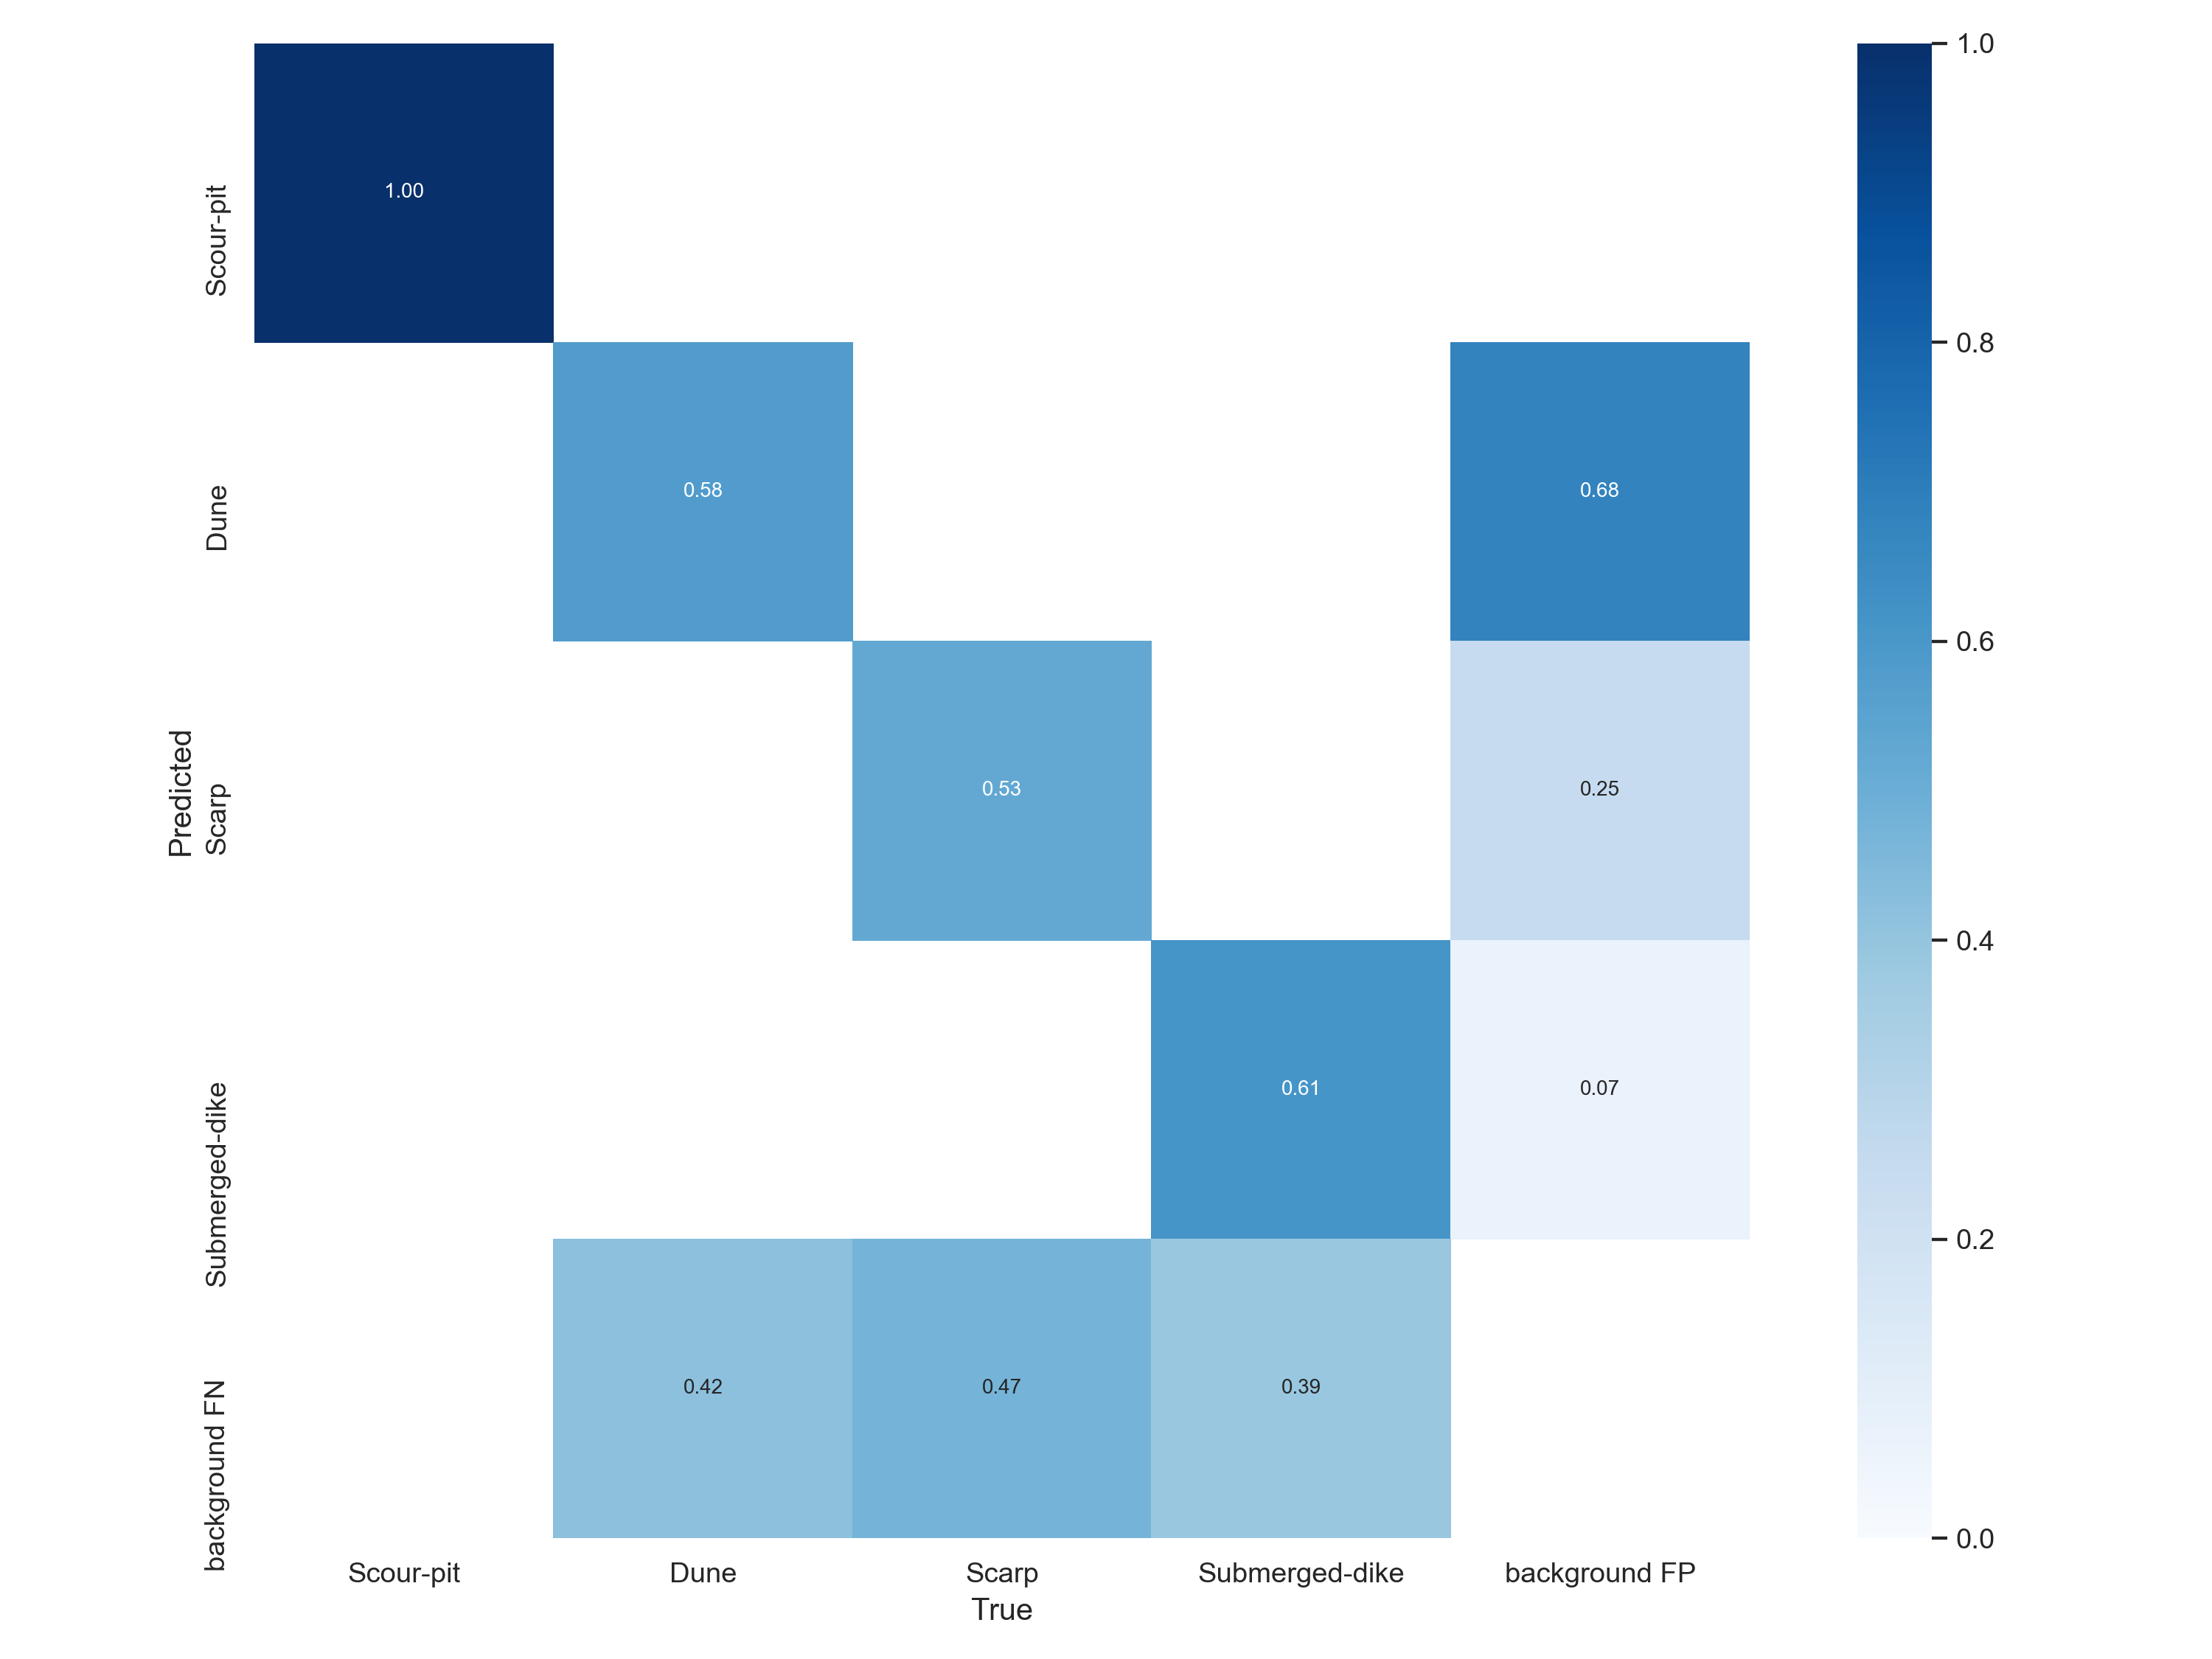 1.0
1.00
Scour-pit
0.8
0.58
0.68
Dune
0.6
Predicted
0.53
0.25
Scarp
0.4
0.61
0.07
Submerged-dike
0.2
0.42
0.47
0.39
background FN
0.0
Scour-pit
Dune
Scarp
Submerged-dike
background FP
True